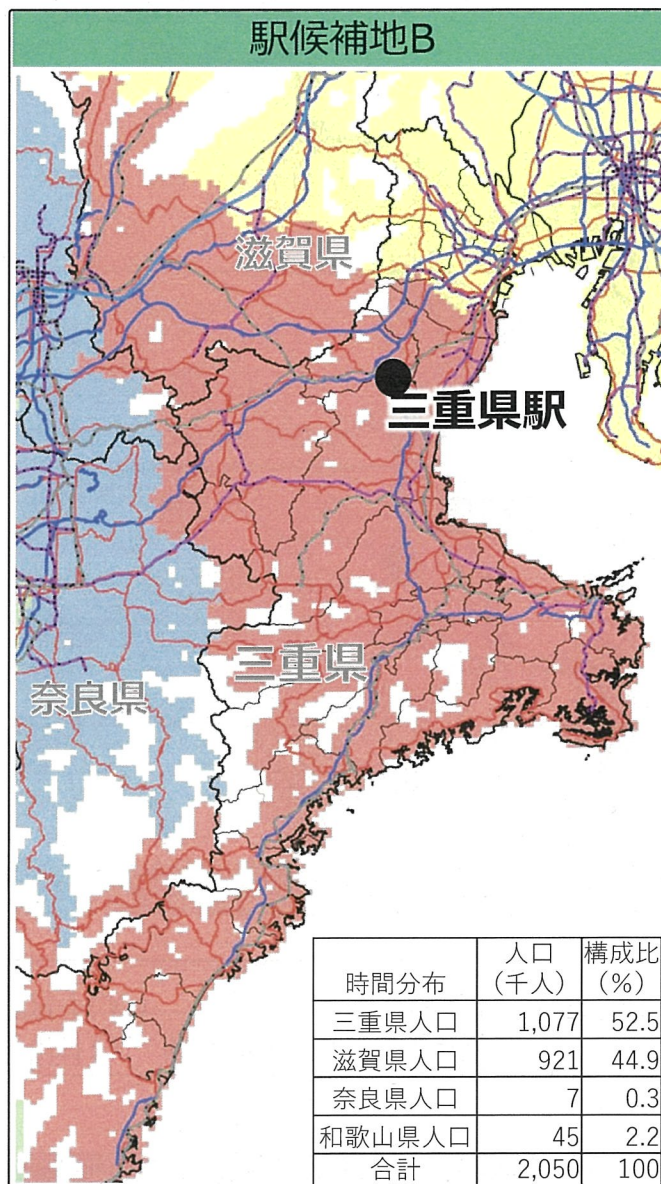 駅候補地B
滋賀県
三重県駅
三重県
奈良県
時間分布 人口（千人） 構成比（%）
三重県人口 1,077 52.5
滋賀県人口 921 44.9
奈良県人口 7 0.3
和歌山県人口 45 2.2
合計 2,050 100